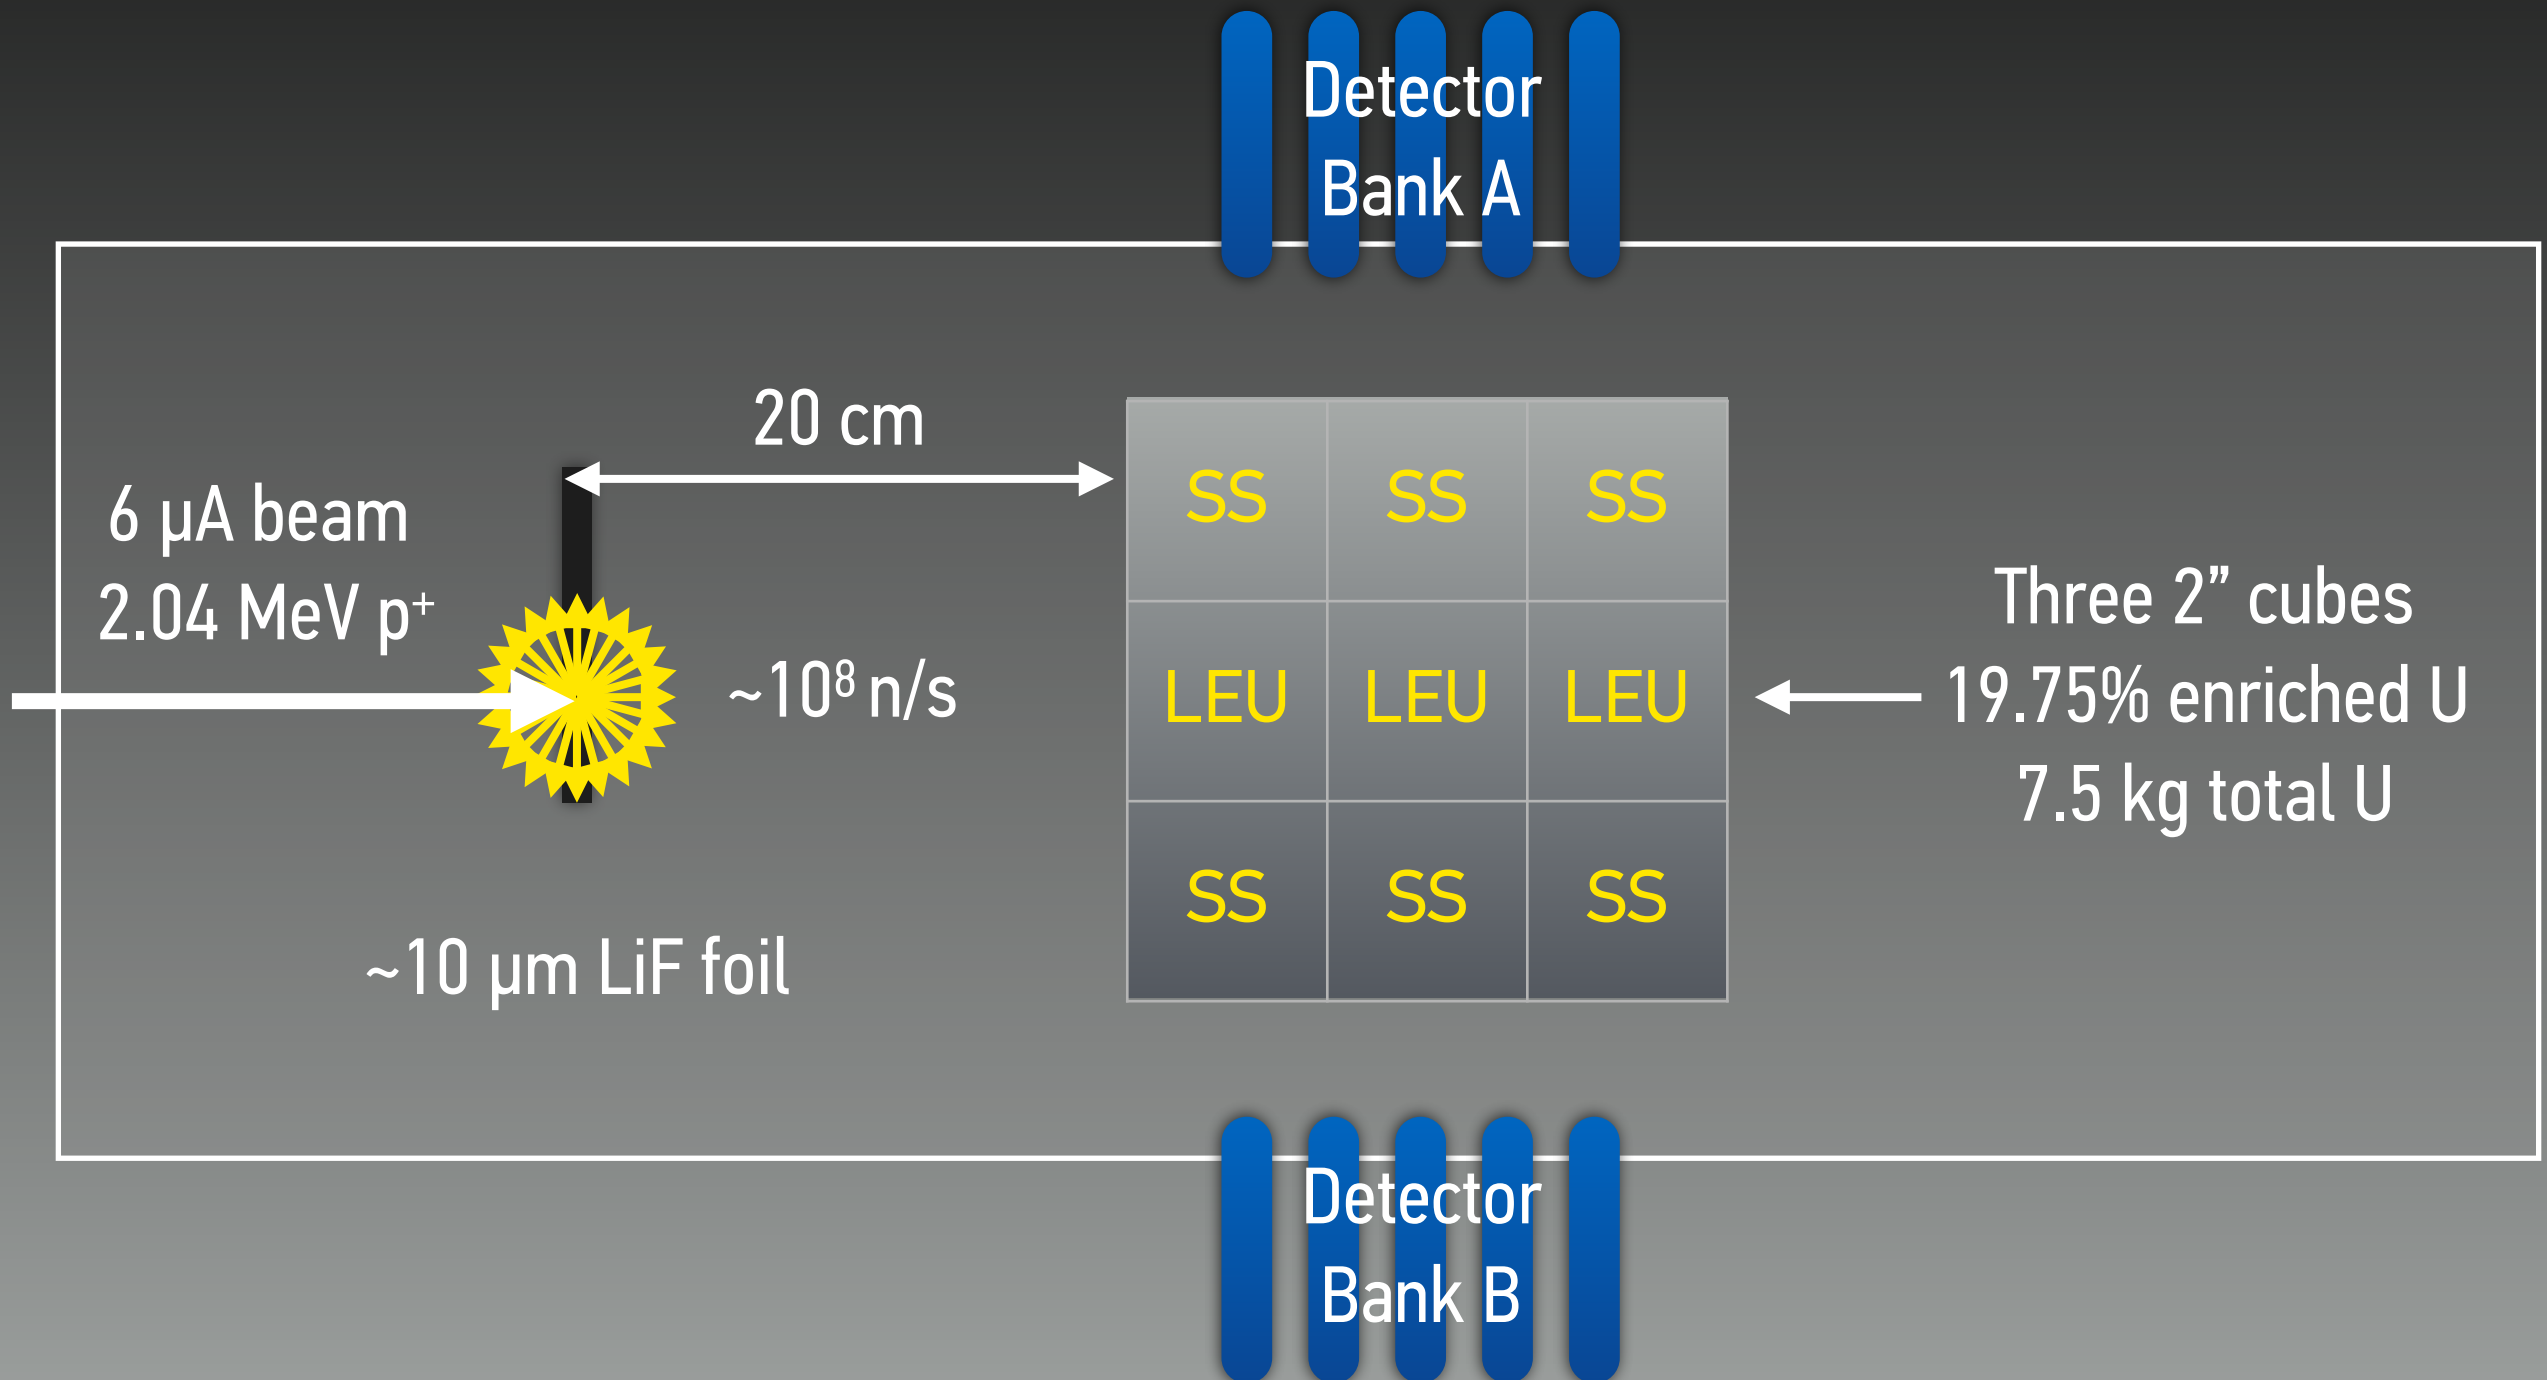 Detector
Bank A
20 cm
6 µA beam
2.04 MeV p⁺
~10⁸ n/s
~10 µm LiF foil
SS SS SS
LEU LEU LEU
SS SS SS
Three 2” cubes
19.75% enriched U
7.5 kg total U
Detector
Bank B